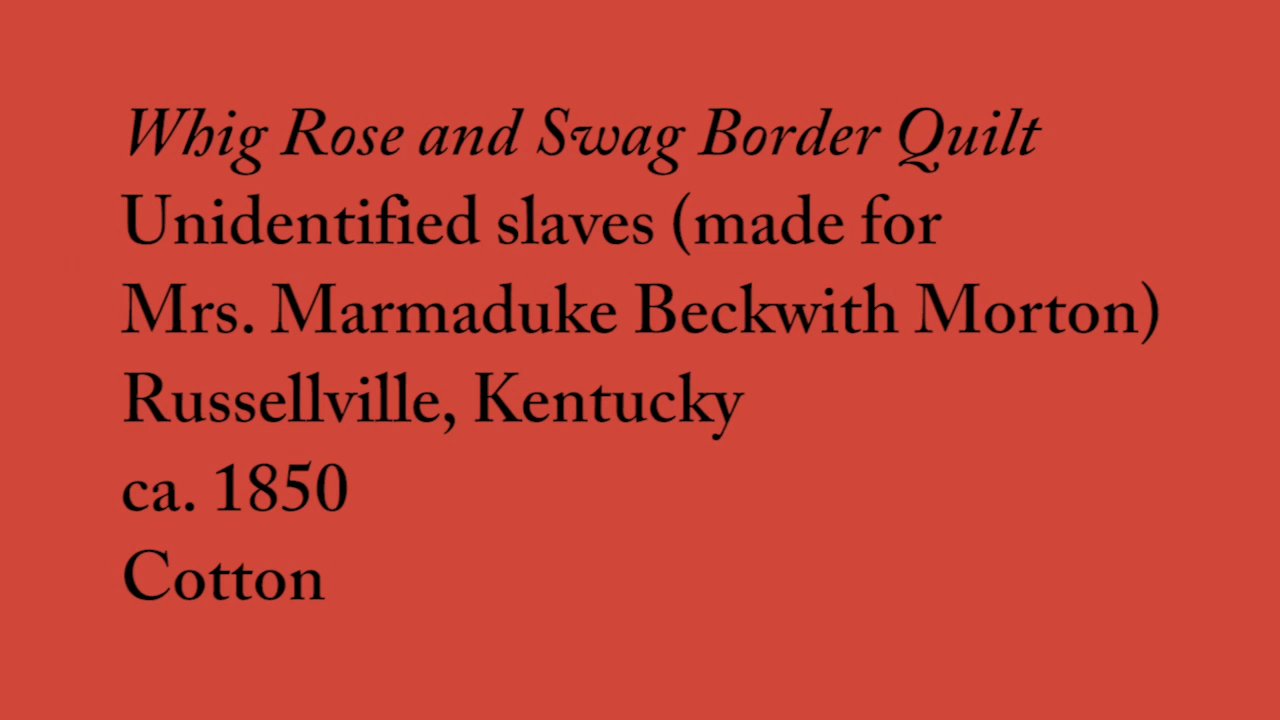 Whig Rose and Swag Border Quilt
Unidentified slaves (made for
Mrs. Marmaduke Beckwith Morton)
Russellville, Kentucky
ca. 1850
Cotton